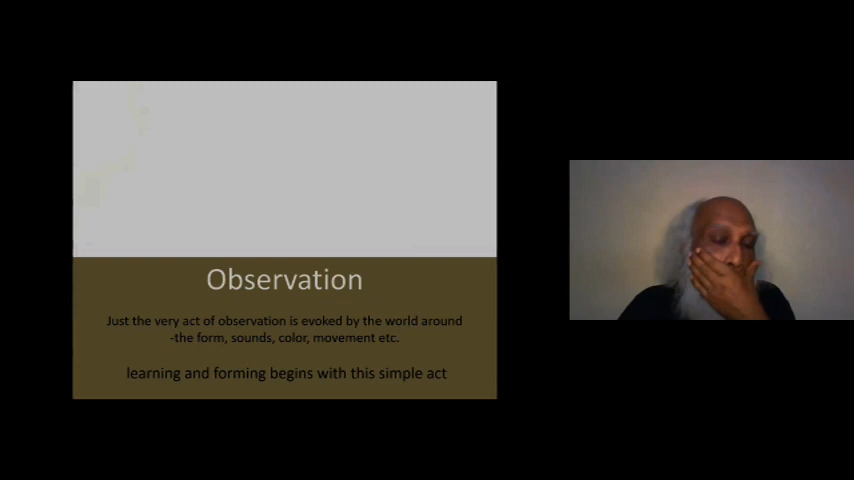 Observation
Just the very act of observation is evoked by the world around
-the form, sounds, color, movement etc.
learning and forming begins with this simple act